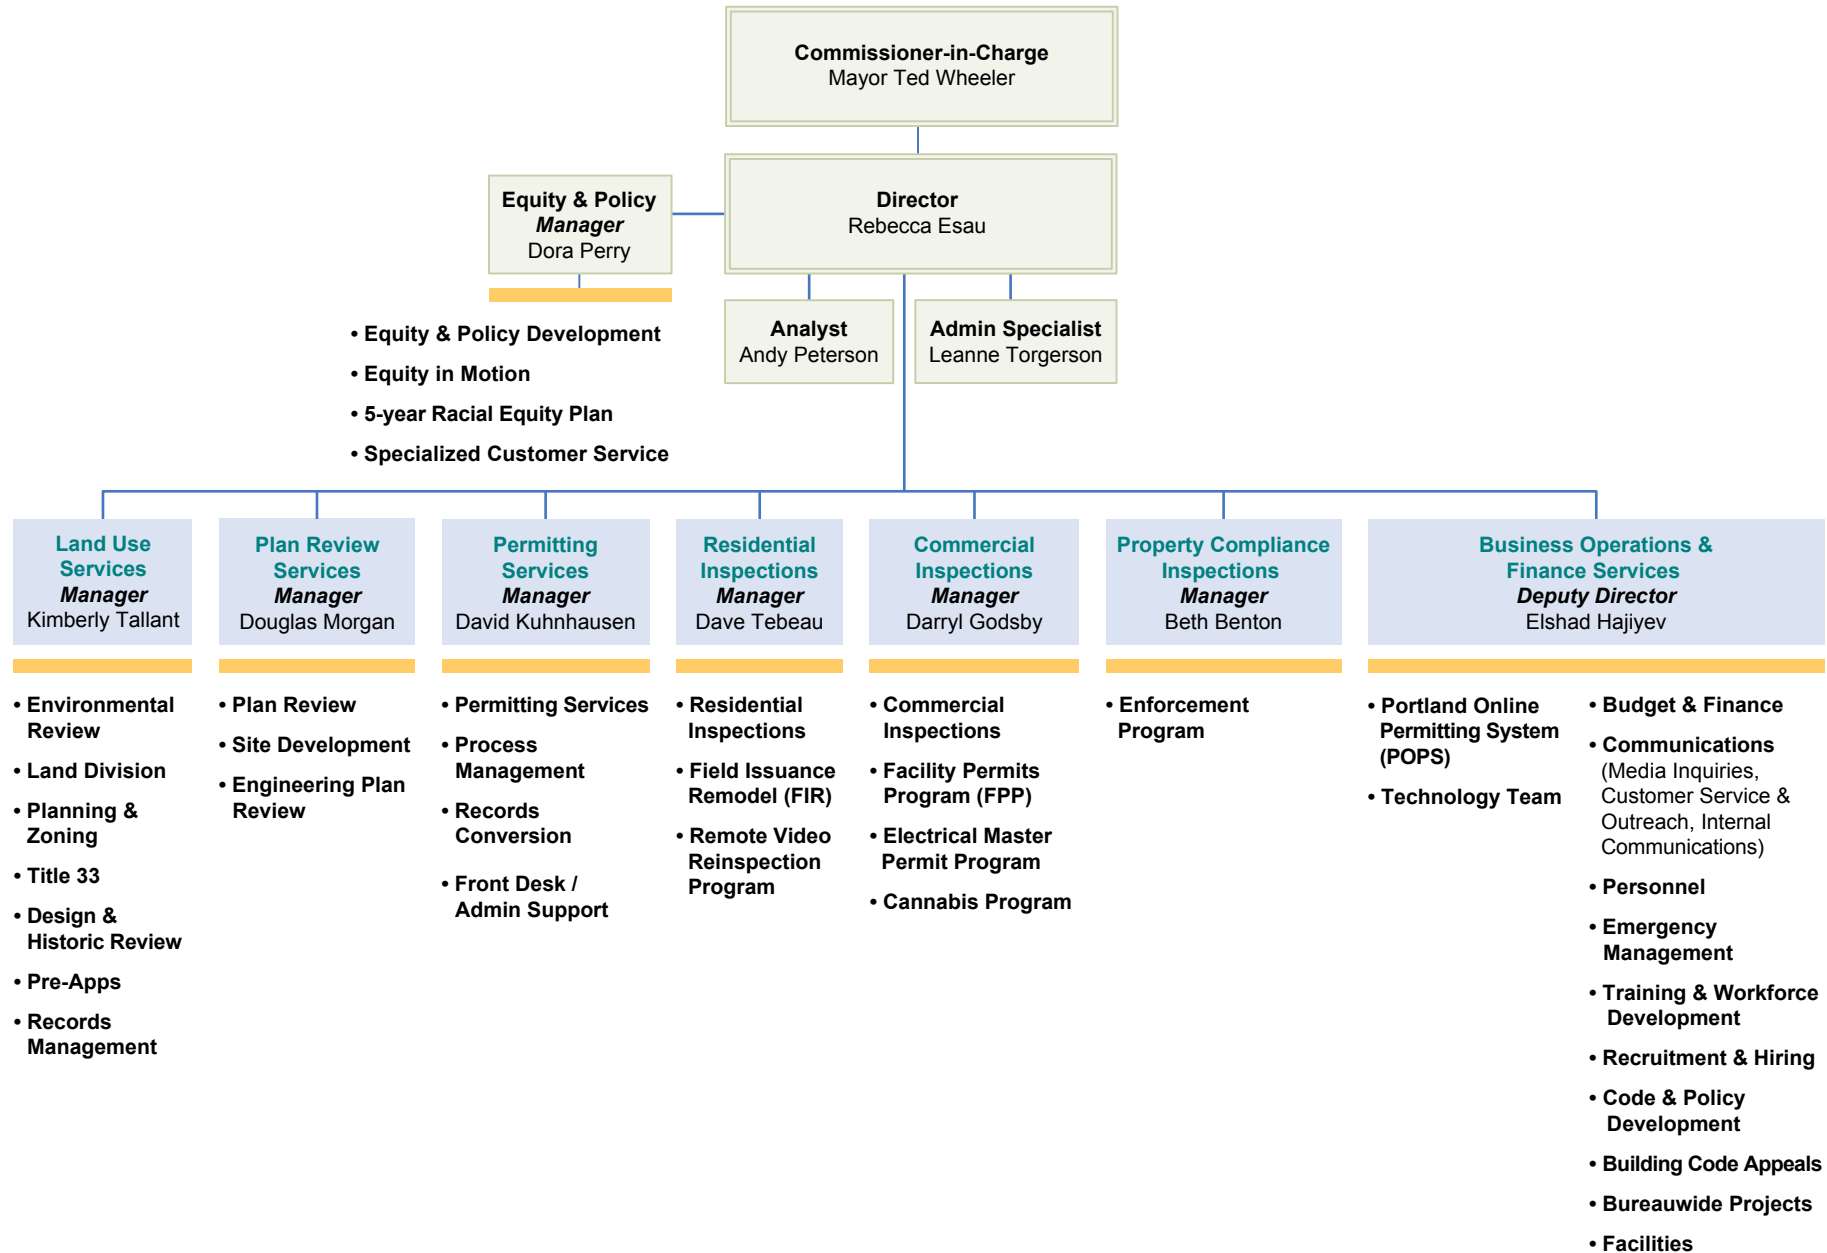 Commissioner-in-Charge
Mayor Ted Wheeler
Equity & Policy
Manager
Dora Perry
Director
Rebecca Esau
Analyst
Andy Peterson
Admin Specialist
Leanne Torgerson
• Equity & Policy Development
• Equity in Motion
• 5-year Racial Equity Plan
• Specialized Customer Service
Land Use
Services
Manager
Kimberly Tallant
• Environmental
Review
• Land Division
• Planning &
Zoning
• Title 33
• Design &
Historic Review
• Pre-Apps
• Records
Management
Plan Review
Services
Manager
Douglas Morgan
• Plan Review
• Site Development
• Engineering Plan
Review
Permitting
Services
Manager
David Kuhnhausen
• Permitting Services
• Process
Management
• Records
Conversion
• Front Desk /
Admin Support
Residential
Inspections
Manager
Dave Tebeau
• Residential
Inspections
• Field Issuance
Remodel (FIR)
• Remote Video
Reinspection
Program
Commercial
Inspections
Manager
Darryl Godsby
• Commercial
Inspections
• Facility Permits
Program (FPP)
• Electrical Master
Permit Program
• Cannabis Program
Property Compliance
Inspections
Manager
Beth Benton
• Enforcement
Program
Business Operations &
Finance Services
Deputy Director
Elshad Hajiyev
• Portland Online
Permitting System
(POPS)
• Technology Team
• Budget & Finance
• Communications
(Media Inquiries,
Customer Service &
Outreach, Internal
Communications)
• Personnel
• Emergency
Management
• Training & Workforce
Development
• Recruitment & Hiring
• Code & Policy
Development
• Building Code Appeals
• Bureauwide Projects
• Facilities